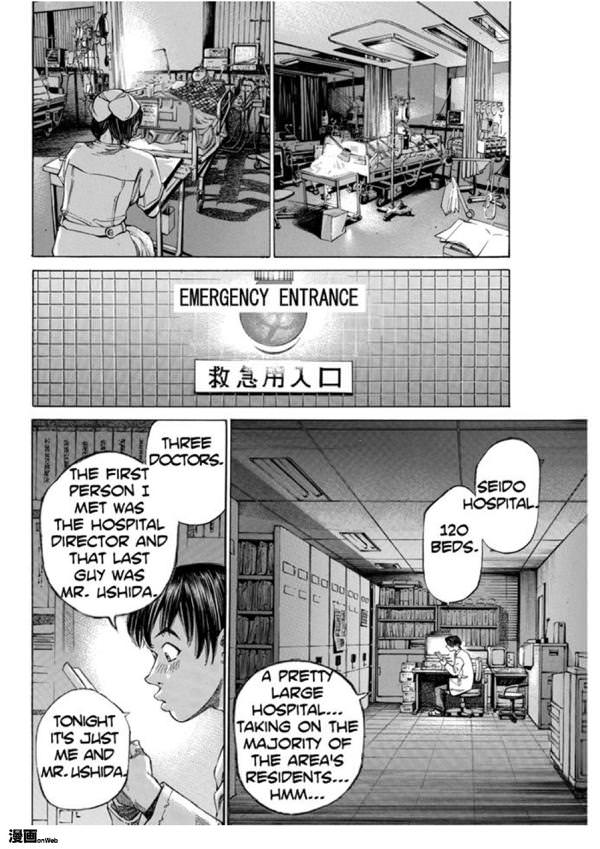 EMERGENCY ENTRANCE
救急用入口
SEIDO
HOSPITAL.
120
BEDS.
A PRETTY
LARGE
HOSPITAL...
TAKING ON THE
MAJORITY OF
THE AREA'S
RESIDENTS...
HMM...
THREE
DOCTORS.
THE FIRST
PERSON I
MET WAS
THE HOSPITAL
DIRECTOR AND
THAT LAST
GUY WAS
MR. USHIDA.
TONIGHT
IT'S JUST
ME AND
MR. USHIDA.
漫画onWeb